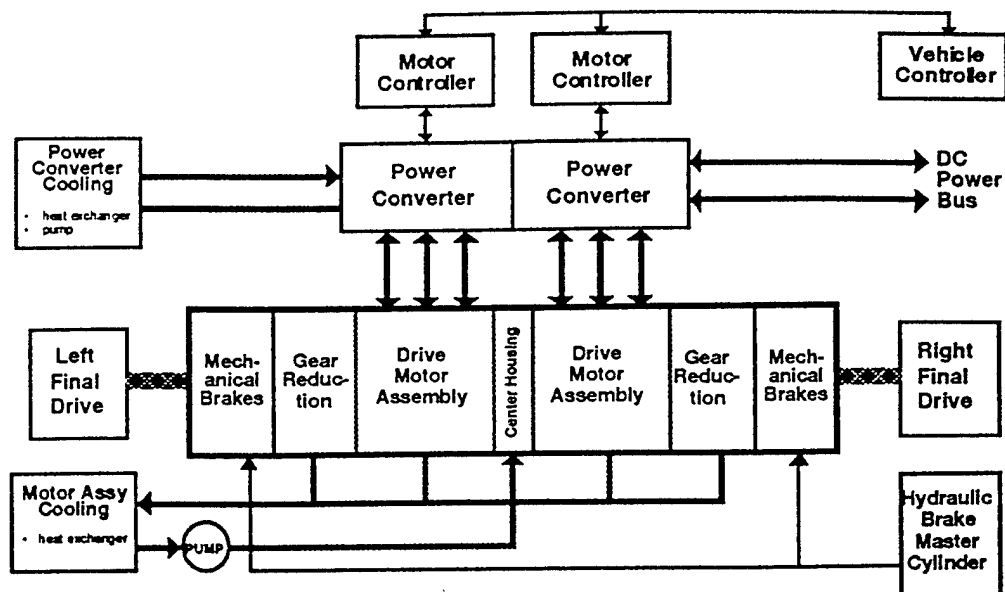 Motor
Controller
Motor
Controller
Vehicle
Controller
Power
Converter
Cooling
• heat exchanger
• pump
Power
Converter
Power
Converter
DC
Power
Bus
Left
Final
Drive
Mech-
anical
Brakes
Gear
Reduc-
tion
Drive
Motor
Assembly
Center Housing
Drive
Motor
Assembly
Gear
Reduc-
tion
Mech-
anical
Brakes
Right
Final
Drive
Motor Assy
Cooling
• heat exchanger
PUMP
Hydraulic
Brake
Master
Cylinder